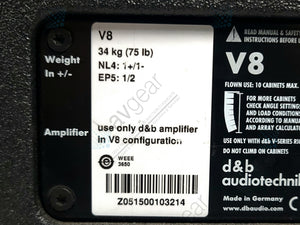 V8
Weight 34 kg (75 lb)
In +/- NL4: 1+/1-
EP5: 1/2
Amplifier use only d&b amplifier
in V8 configuration
WEEE
3650
Z051500103214
READ MANUAL & SAFETY
INSTRUCTIONS BEFORE
V8
FLOWN USE: 10 CABINETS MAX.
FOR MORE CABINETS
CHECK ANGLE SETTINGS
AND LOAD CONDITIONS
ACCORDING TO MANUAL
AND ARRAY CALCULATOR
ONLY USE WITH d&b V-SERIES
DO NOT CLIMB ON CABINETS
d&b
audiotechnik
Made in Germany
www.dbaudio.com
avgear